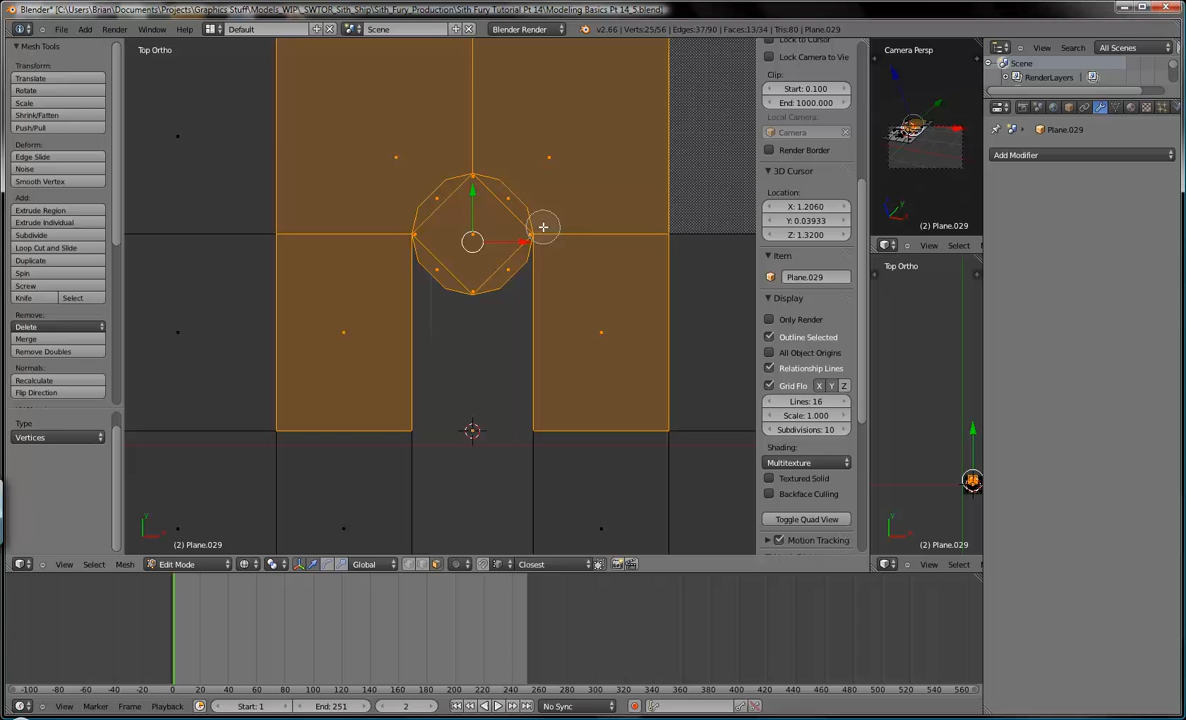 Blender* [C:\Users\Brian\Documents\Projects\Graphics Stuff\Models_WIP\_SWTOR_Sith_Ship\Sith_Fury_Production\Sith Fury Tutorial Pt 14\Modeling Basics Pt 14_5.blend]
File Add Render Window Help Default Scene Blender Render v2.66 | Verts:25/56 | Edges:37/90 | Faces:13/34 | Tris:80 | Plane.029
Mesh Tools
Transform:
Translate
Rotate
Scale
Shrink/Fatten
Push/Pull
Deform:
Edge Slide
Noise
Smooth Vertex
Add:
Extrude Region
Extrude Individual
Subdivide
Loop Cut and Slide
Duplicate
Spin
Screw
Knife Select
Remove:
Delete
Merge
Remove Doubles
Normals:
Recalculate
Flip Direction
Type
Vertices
Top Ortho
(2) Plane.029
Lock to Cursor
Lock Camera to Vie
Clip:
Start: 0.100
End: 1000.000
Local Camera:
Camera
Render Border
3D Cursor
Location:
X: 1.2060
Y: 0.03933
Z: 1.3200
Item
Plane.029
Display
Only Render
Outline Selected
All Object Origins
Relationship Lines
Grid Flo X Y Z
Lines: 16
Scale: 1.000
Subdivisions: 10
Shading:
Multitexture
Textured Solid
Backface Culling
Toggle Quad View
Motion Tracking
Camera Persp
(2) Plane.029
View Select
Top Ortho
(2) Plane.029
View Select
View Search All Scenes
Scene
RenderLayers
Plane.029
Add Modifier
View Select Mesh Edit Mode Global Closest
-100 -80 -60 -40 -20 0 20 40 60 80 100 120 140 160 180 200 220 240 260 280 300 320 340 360 380 400 420 440 460 480 500 520 540 560
View Marker Frame Playback Start: 1 End: 251 2 No Sync